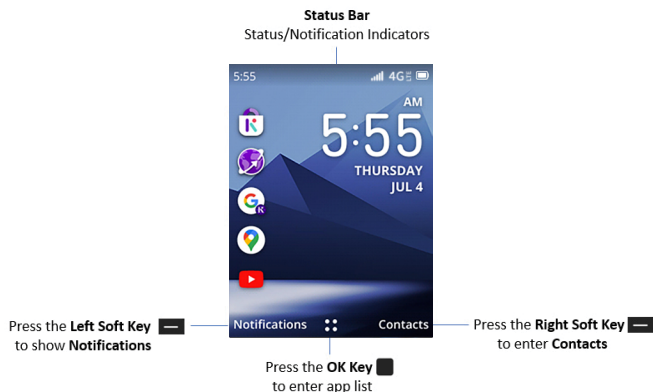 Status Bar
Status/Notification Indicators
5:55 4G
AM
5:55
THURSDAY
JUL 4
Notifications Contacts
Press the Left Soft Key
to show Notifications
Press the Right Soft Key
to enter Contacts
Press the OK Key
to enter app list